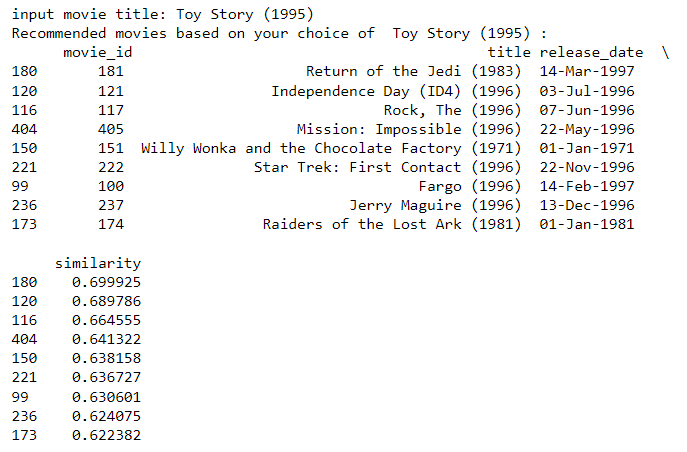 input movie title: Toy Story (1995)
Recommended movies based on your choice of  Toy Story (1995) :
     movie_id                                            title release_date  \
180       181                        Return of the Jedi (1983)  14-Mar-1997
120       121                    Independence Day (ID4) (1996)  03-Jul-1996
116       117                                 Rock, The (1996)  07-Jun-1996
404       405                       Mission: Impossible (1996)  22-May-1996
150       151  Willy Wonka and the Chocolate Factory (1971)  01-Jan-1971
221       222                  Star Trek: First Contact (1996)  22-Nov-1996
99        100                                     Fargo (1996)  14-Feb-1997
236       237                             Jerry Maguire (1996)  13-Dec-1996
173       174                   Raiders of the Lost Ark (1981)  01-Jan-1981
     similarity
180    0.699925
120    0.689786
116    0.664555
404    0.641322
150    0.638158
221    0.636727
99     0.630601
236    0.624075
173    0.622382